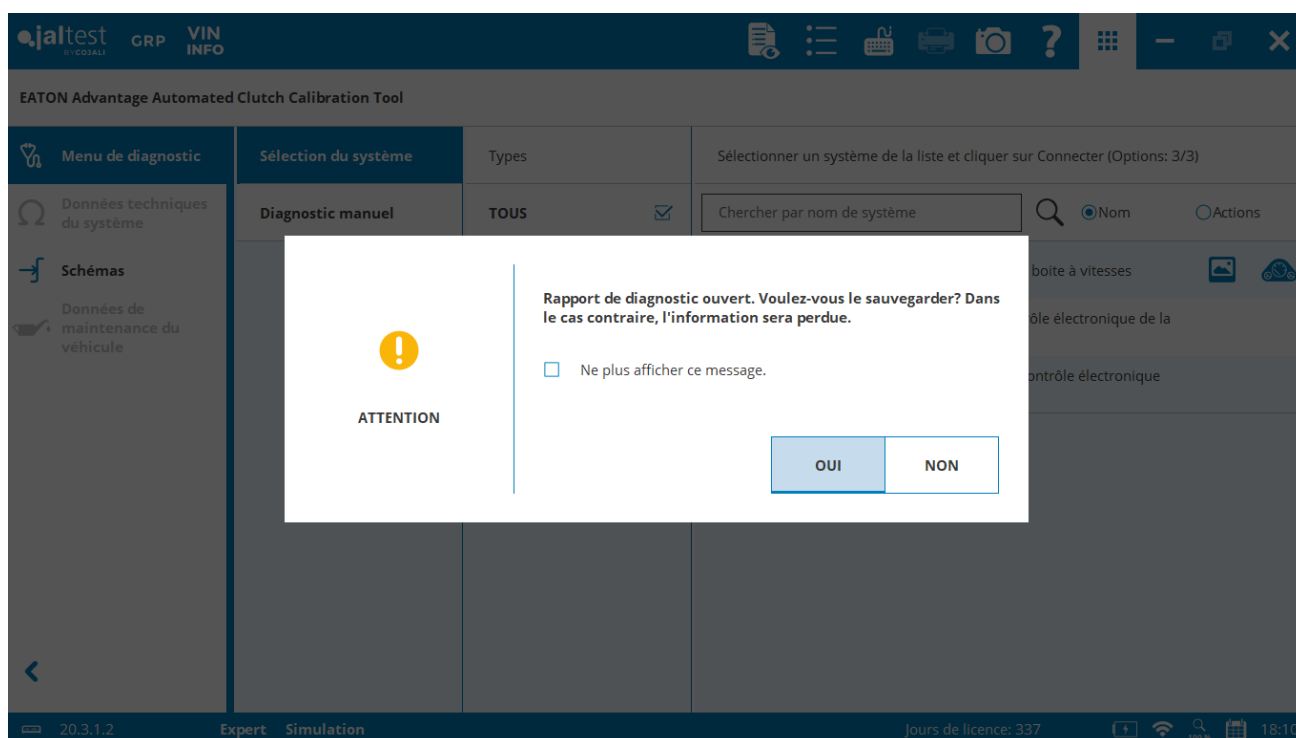 jaltest
BY COJALI
GRP
VIN
INFO
EATON Advantage Automated Clutch Calibration Tool
Menu de diagnostic
Sélection du système
Types
Sélectionner un système de la liste et cliquer sur Connecter (Options: 3/3)
Données techniques
du système
Diagnostic manuel
TOUS
Chercher par nom de système
Nom
Actions
Schémas
boite à vitesses
Données de
maintenance du
véhicule
ôle électronique de la
ontrôle électronique
ATTENTION
Rapport de diagnostic ouvert. Voulez-vous le sauvegarder? Dans
le cas contraire, l'information sera perdue.
Ne plus afficher ce message.
OUI
NON
20.3.1.2
Expert
Simulation
Jours de licence: 337
100 %
18:10